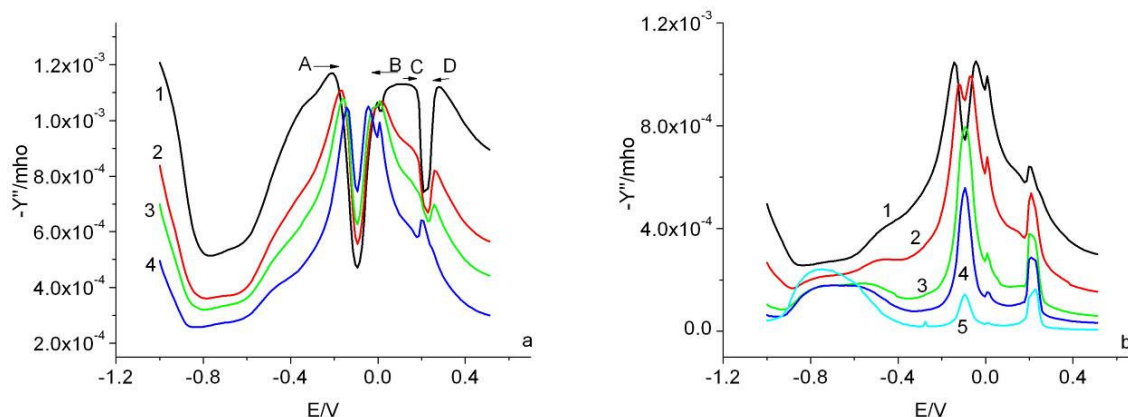 1.2x10⁻³
1.0x10⁻³
8.0x10⁻⁴
6.0x10⁻⁴
4.0x10⁻⁴
2.0x10⁻⁴
-Y"/mho
A
B
C
D
1
2
3
4
a
-1.2
-0.8
-0.4
0.0
0.4
E/V
1.2x10⁻³
8.0x10⁻⁴
4.0x10⁻⁴
0.0
-Y"/mho
1
2
3
4
5
b
-1.2
-0.8
-0.4
0.0
0.4
E/V